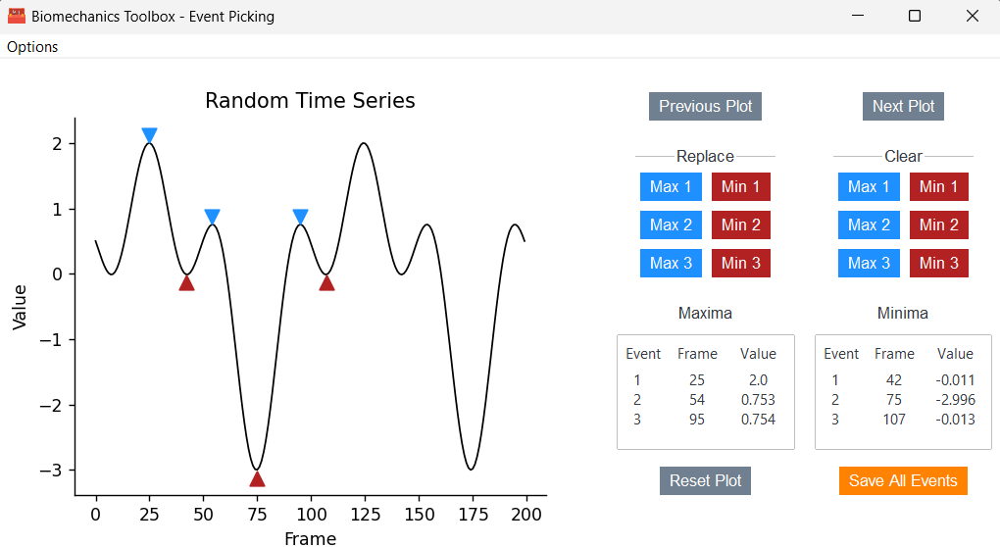 Biomechanics Toolbox - Event Picking
Options
Random Time Series
Value
2
1
0
−1
−2
−3
0 25 50 75 100 125 150 175 200
Frame
Previous Plot Next Plot
Replace Clear
Max 1 Min 1 Max 1 Min 1
Max 2 Min 2 Max 2 Min 2
Max 3 Min 3 Max 3 Min 3
Maxima
Event Frame Value
1 25 2.0
2 54 0.753
3 95 0.754
Minima
Event Frame Value
1 42 -0.011
2 75 -2.996
3 107 -0.013
Reset Plot Save All Events